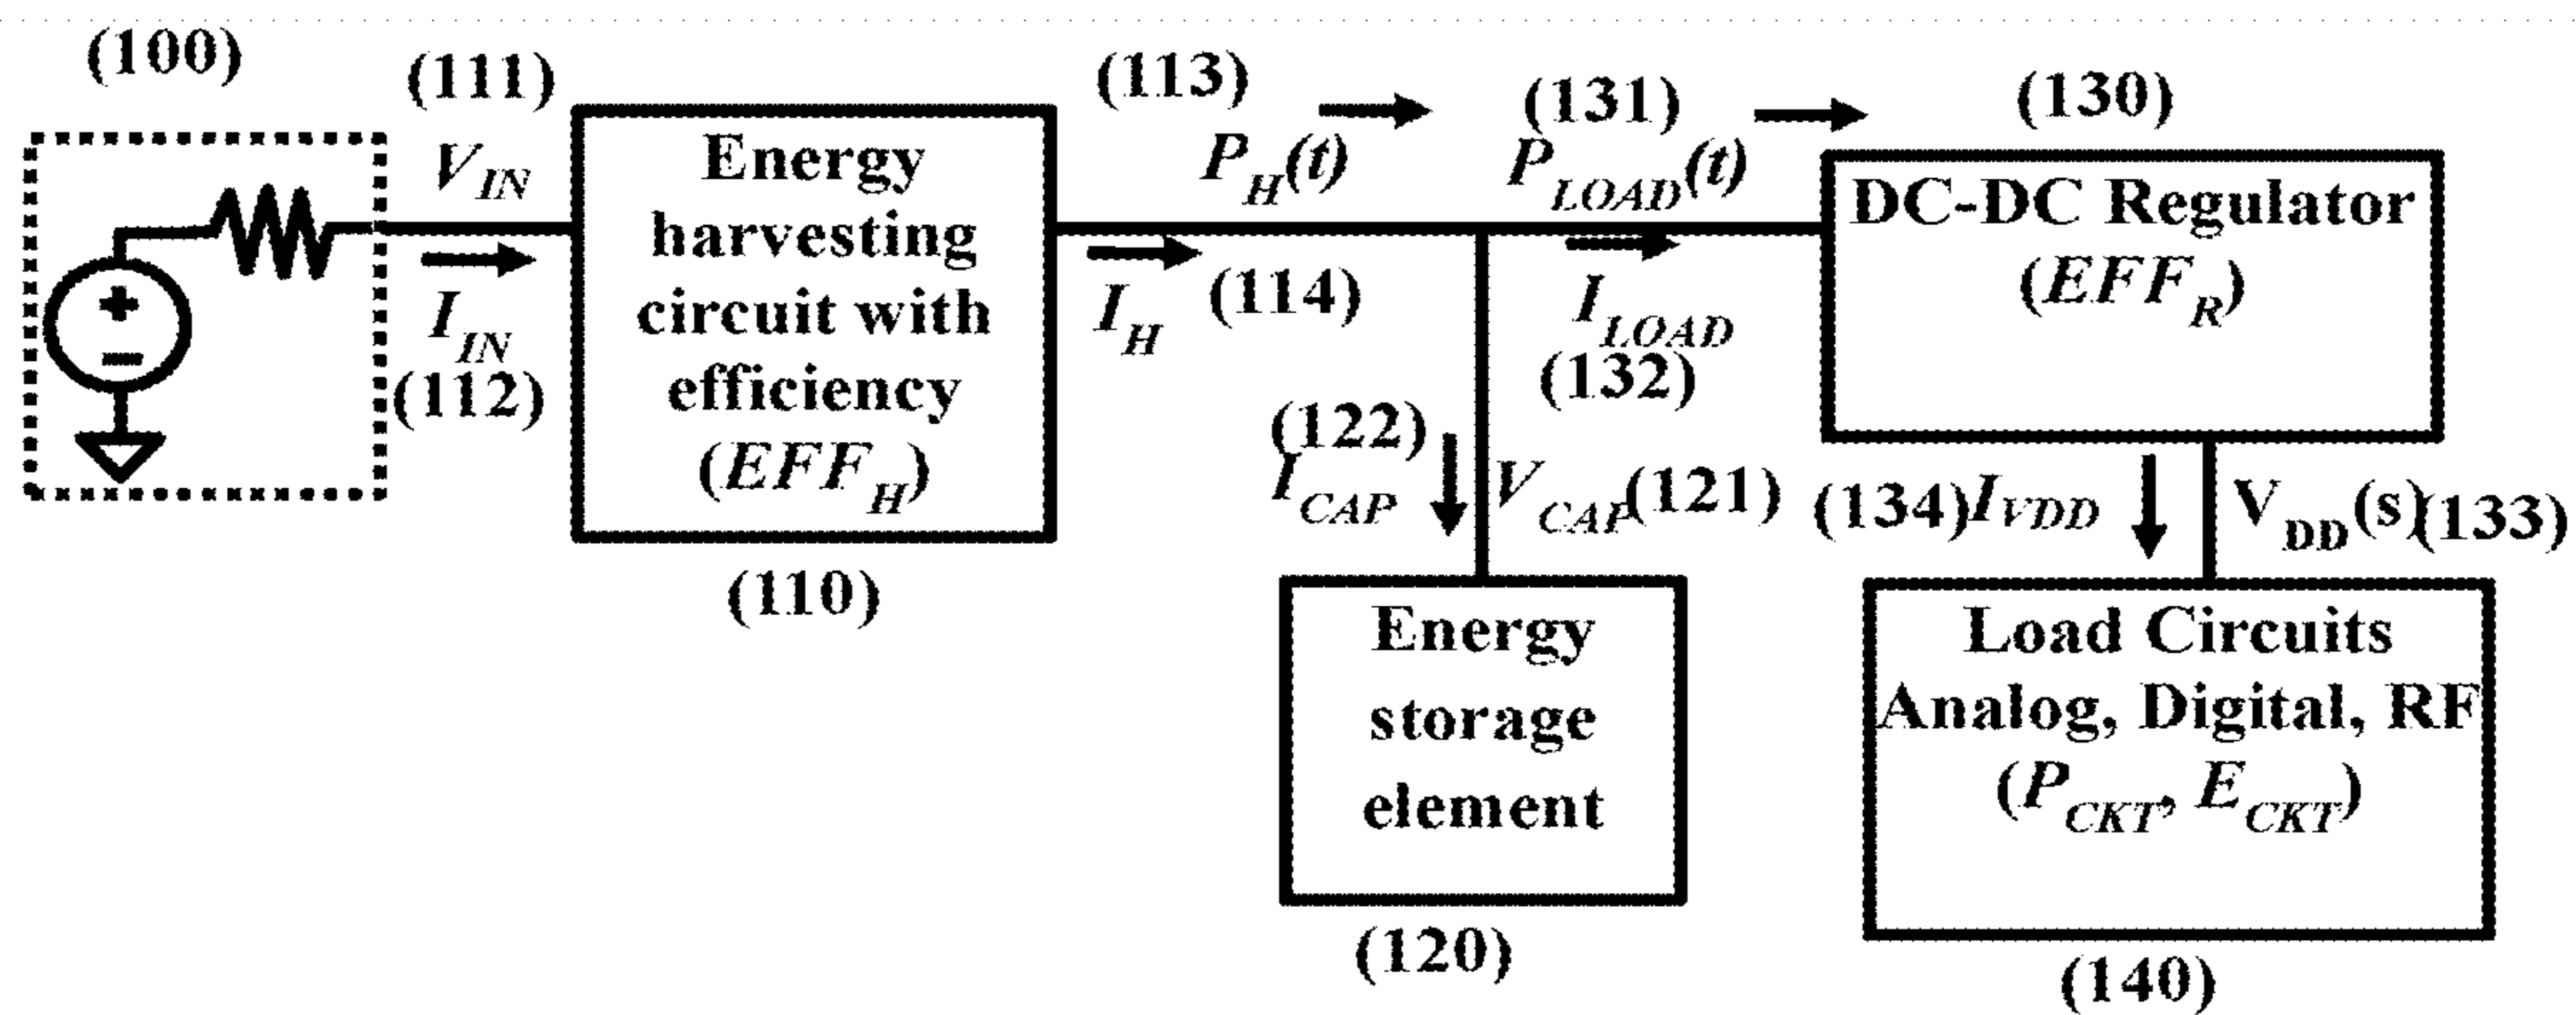 (100)
(111)
V_IN
I_IN
(112)
Energy
harvesting
circuit with
efficiency
(EFF_H)
(110)
(113)
P_H(t)
I_H
(114)
(131)
P_LOAD(t)
I_LOAD
(132)
(122)
I_CAP
V_CAP(121)
Energy
storage
element
(120)
(130)
DC-DC Regulator
(EFF_R)
(134)I_VDD
V_DD(s)(133)
Load Circuits
Analog, Digital, RF
(P_CKT, E_CKT)
(140)